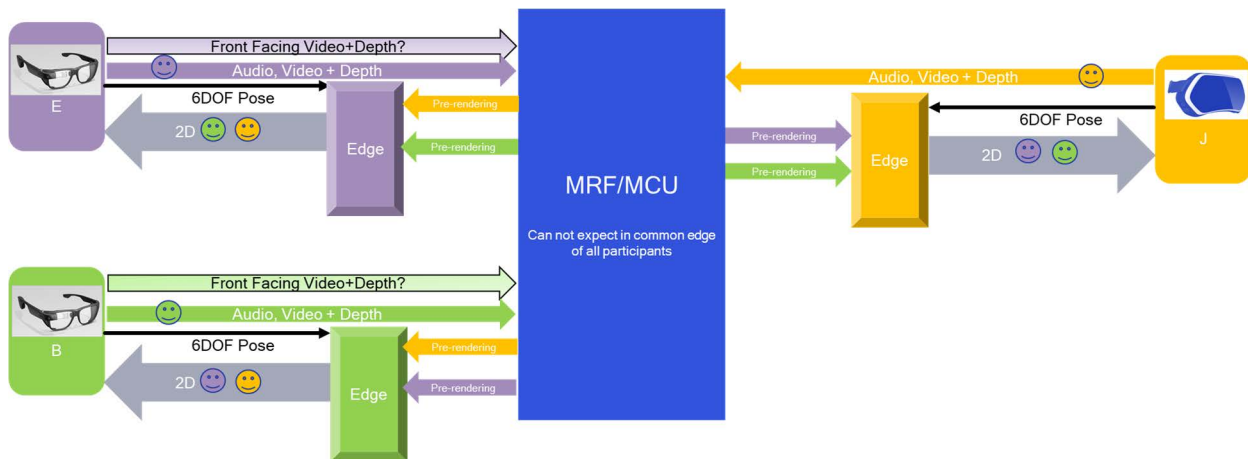 Front Facing Video+Depth?
Audio, Video + Depth
E
6DOF Pose
2D
Edge
Pre-rendering
Pre-rendering
MRF/MCU
Can not expect in common edge
of all participants
Audio, Video + Depth
J
6DOF Pose
2D
Edge
Pre-rendering
Pre-rendering
Front Facing Video+Depth?
Audio, Video + Depth
B
6DOF Pose
2D
Edge
Pre-rendering
Pre-rendering